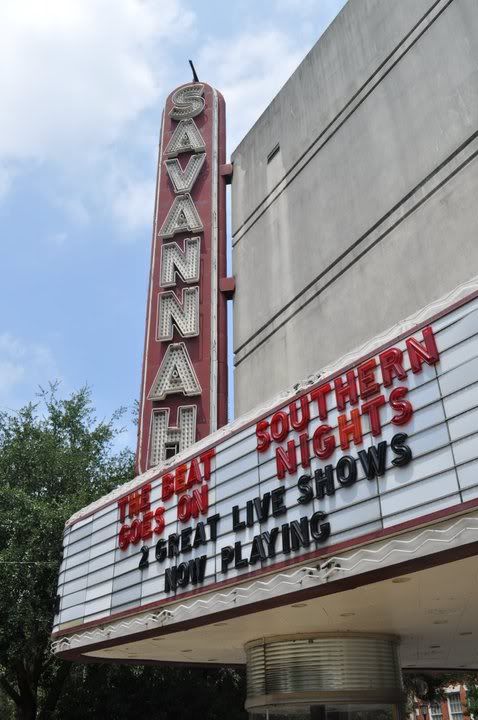 SAVANNAH
THE BEAT
GOES ON
SOUTHERN
NIGHTS
2 GREAT LIVE SHOWS
NOW PLAYING